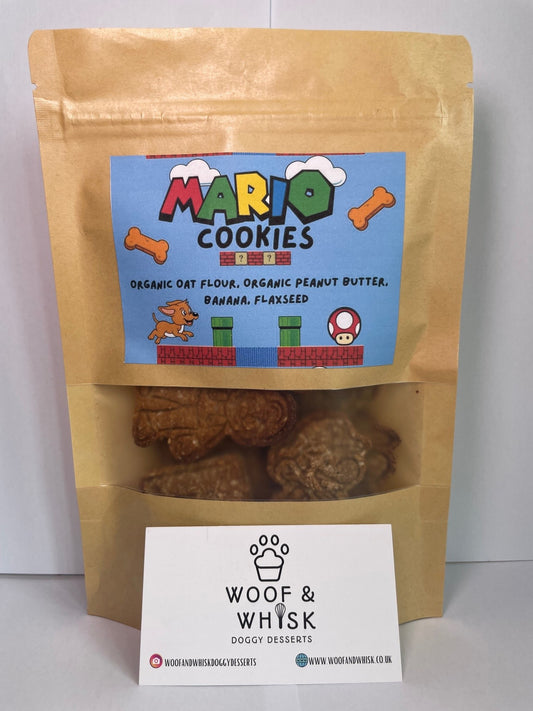 MARIO
COOKIES
? ?
ORGANIC OAT FLOUR, ORGANIC PEANUT BUTTER,
BANANA, FLAXSEED
WOOF &
WHISK
DOGGY DESSERTS
WOOFANDWHISKDOGGYDESSERTS
WWW.WOOFANDWHISK.CO.UK